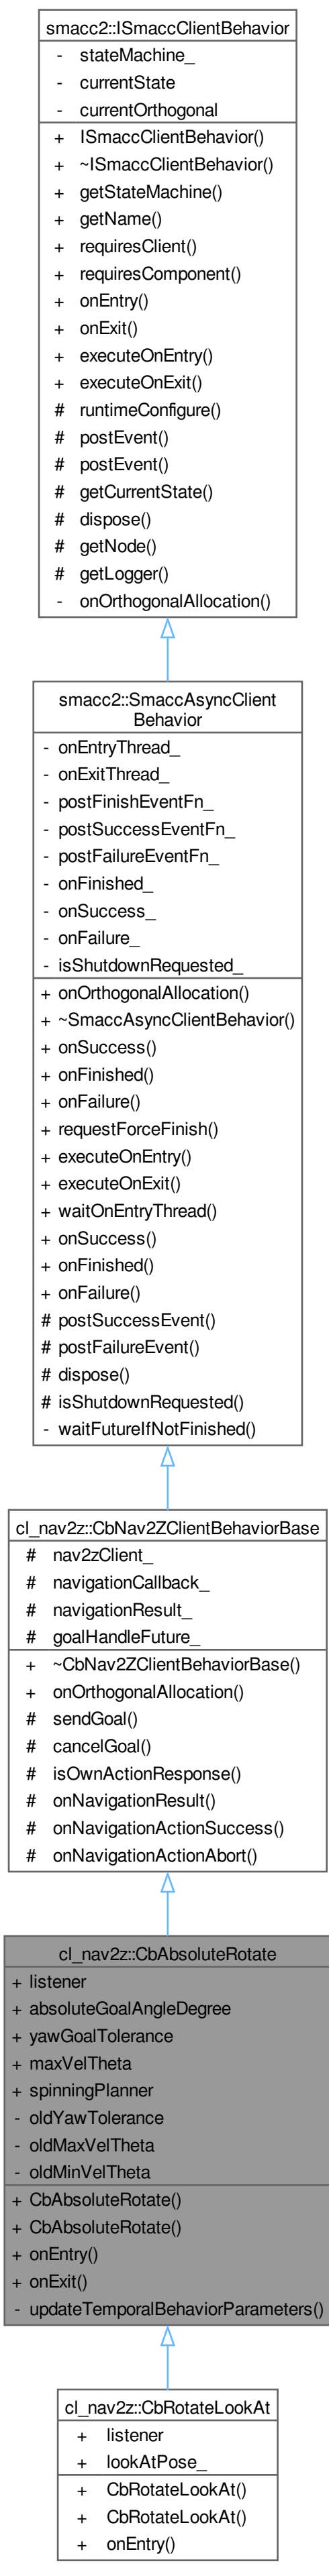 smacc2::ISmaccClientBehavior
- stateMachine_
- currentState
- currentOrthogonal
+ ISmaccClientBehavior()
+ ~ISmaccClientBehavior()
+ getStateMachine()
+ getName()
+ requiresClient()
+ requiresComponent()
+ onEntry()
+ onExit()
+ executeOnEntry()
+ executeOnExit()
# runtimeConfigure()
# postEvent()
# postEvent()
# getCurrentState()
# dispose()
# getNode()
# getLogger()
- onOrthogonalAllocation()
smacc2::SmaccAsyncClient
Behavior
- onEntryThread_
- onExitThread_
- postFinishEventFn_
- postSuccessEventFn_
- postFailureEventFn_
- onFinished_
- onSuccess_
- onFailure_
- isShutdownRequested_
+ onOrthogonalAllocation()
+ ~SmaccAsyncClientBehavior()
+ onSuccess()
+ onFinished()
+ onFailure()
+ requestForceFinish()
+ executeOnEntry()
+ executeOnExit()
+ waitOnEntryThread()
+ onSuccess()
+ onFinished()
+ onFailure()
# postSuccessEvent()
# postFailureEvent()
# dispose()
# isShutdownRequested()
- waitFutureIfNotFinished()
cl_nav2z::CbNav2ZClientBehaviorBase
# nav2zClient_
# navigationCallback_
# navigationResult_
# goalHandleFuture_
+ ~CbNav2ZClientBehaviorBase()
+ onOrthogonalAllocation()
# sendGoal()
# cancelGoal()
# isOwnActionResponse()
# onNavigationResult()
# onNavigationActionSuccess()
# onNavigationActionAbort()
cl_nav2z::CbAbsoluteRotate
+ listener
+ absoluteGoalAngleDegree
+ yawGoalTolerance
+ maxVelTheta
+ spinningPlanner
- oldYawTolerance
- oldMaxVelTheta
- oldMinVelTheta
+ CbAbsoluteRotate()
+ CbAbsoluteRotate()
+ onEntry()
+ onExit()
- updateTemporalBehaviorParameters()
cl_nav2z::CbRotateLookAt
+ listener
+ lookAtPose_
+ CbRotateLookAt()
+ CbRotateLookAt()
+ onEntry()